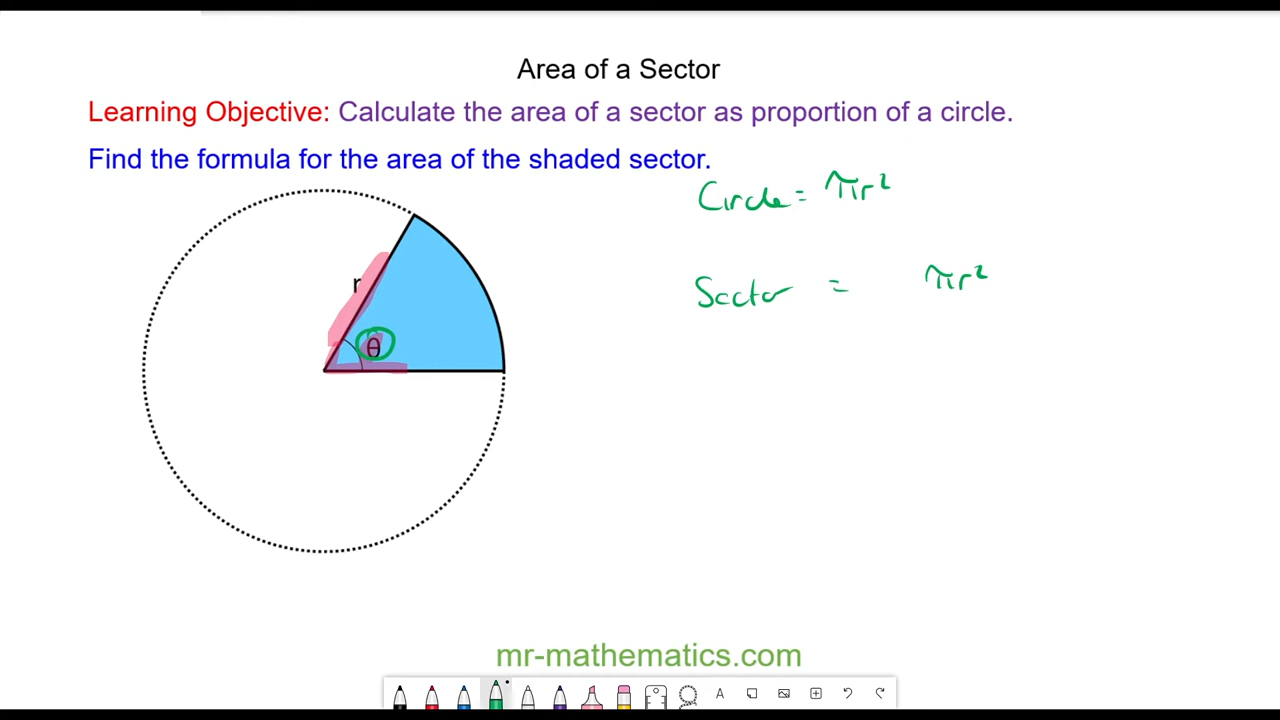 Area of a Sector
Learning Objective: Calculate the area of a sector as proportion of a circle.
Find the formula for the area of the shaded sector.
Circle = πr²
r
Sector = πr²
θ
mr-mathematics.com
A